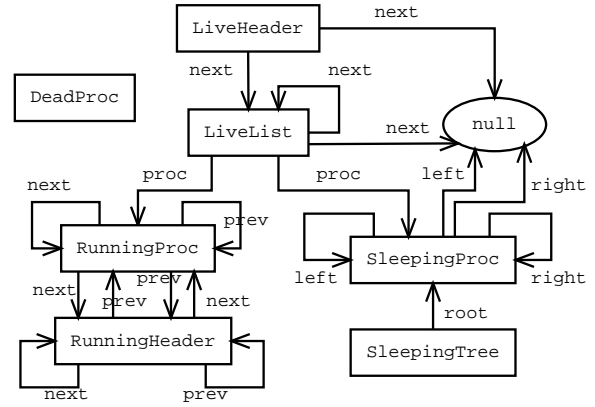 next
LiveHeader
next
next
DeadProc
LiveList
next
null
proc
proc
left
right
next
prev
RunningProc
SleepingProc
prev
left
right
next
prev
next
root
RunningHeader
SleepingTree
next
prev